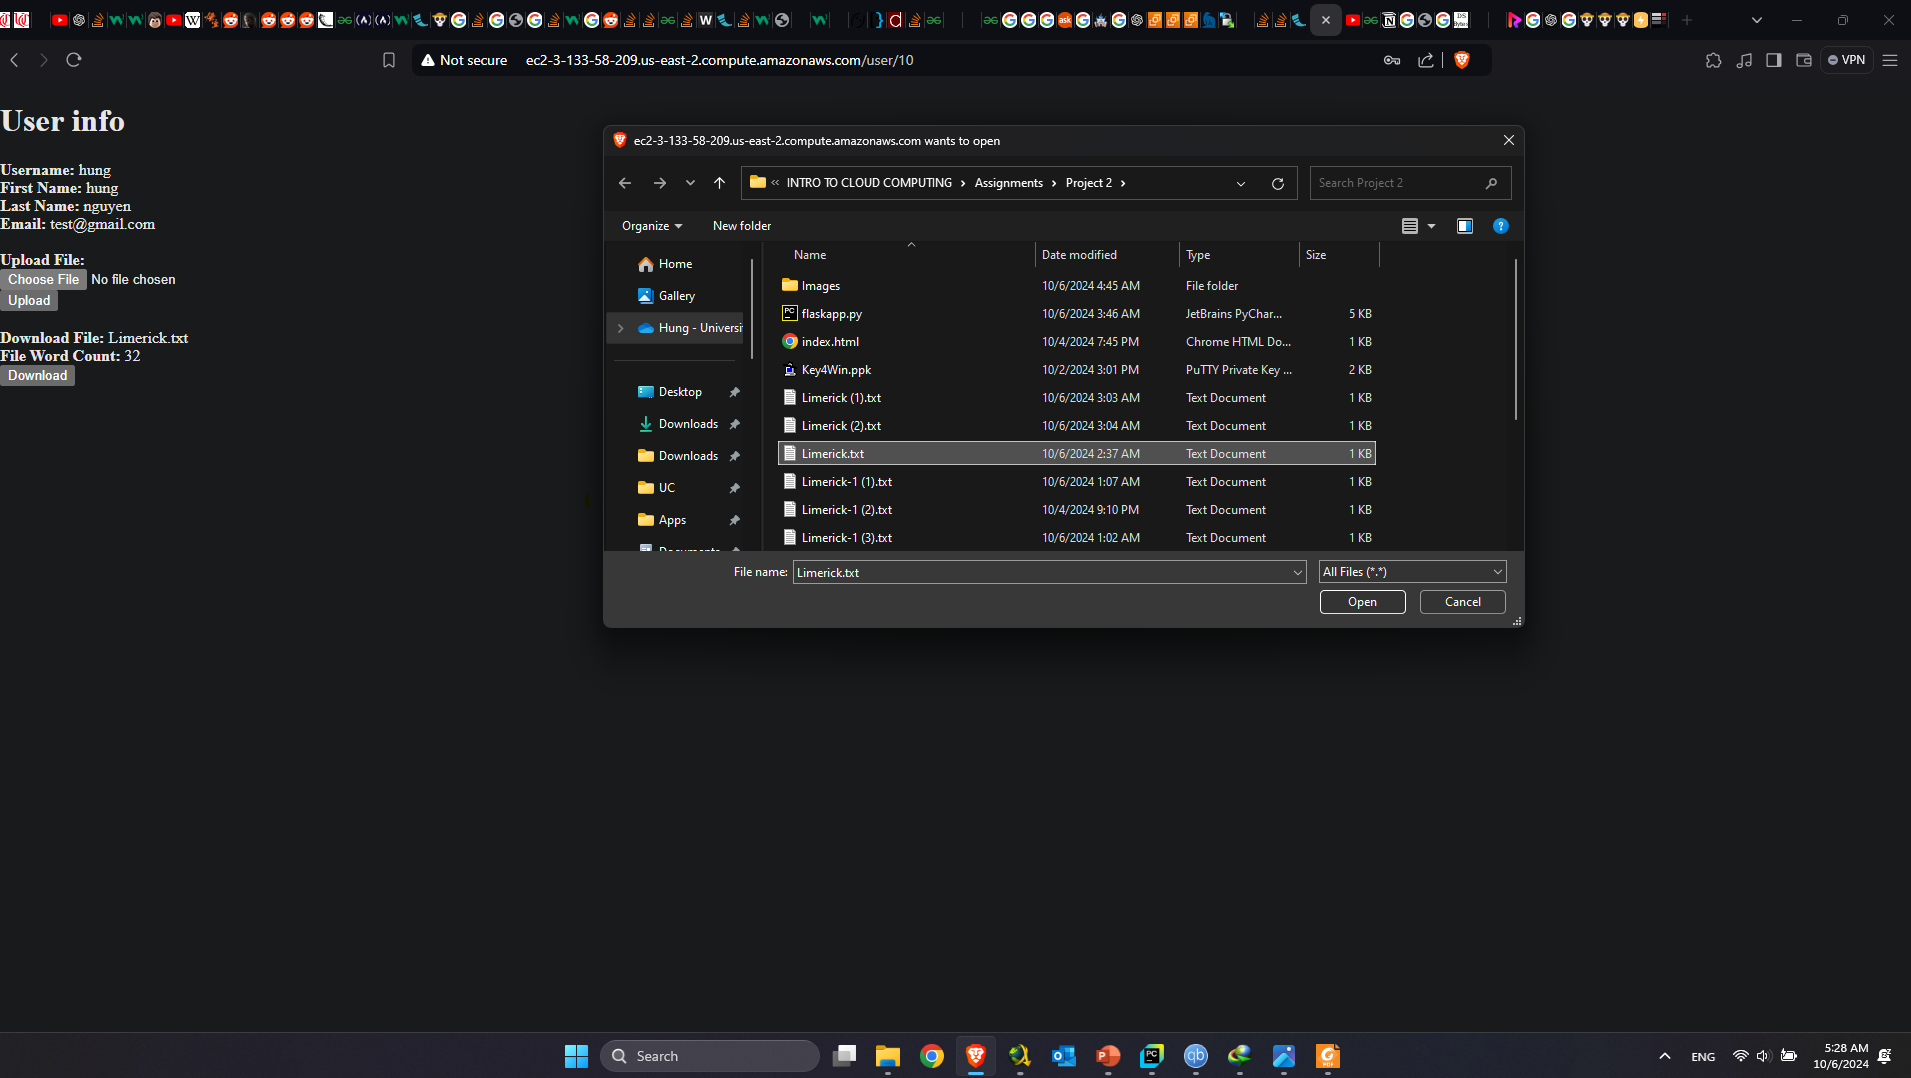 Not secure
ec2-3-133-58-209.us-east-2.compute.amazonaws.com/user/10
VPN
User info
Username: hung
First Name: hung
Last Name: nguyen
Email: test@gmail.com
Upload File:
Choose File No file chosen
Upload
Download File: Limerick.txt
File Word Count: 32
Download
ec2-3-133-58-209.us-east-2.compute.amazonaws.com wants to open
« INTRO TO CLOUD COMPUTING › Assignments › Project 2 ›
Search Project 2
Organize
New folder
Home
Gallery
Hung - Universi
Desktop
Downloads
Downloads
UC
Apps
Documents
Name Date modified Type Size
Images 10/6/2024 4:45 AM File folder
flaskapp.py 10/6/2024 3:46 AM JetBrains PyChar... 5 KB
index.html 10/4/2024 7:45 PM Chrome HTML Do... 1 KB
Key4Win.ppk 10/2/2024 3:01 PM PuTTY Private Key ... 2 KB
Limerick (1).txt 10/6/2024 3:03 AM Text Document 1 KB
Limerick (2).txt 10/6/2024 3:04 AM Text Document 1 KB
Limerick.txt 10/6/2024 2:37 AM Text Document 1 KB
Limerick-1 (1).txt 10/6/2024 1:07 AM Text Document 1 KB
Limerick-1 (2).txt 10/4/2024 9:10 PM Text Document 1 KB
Limerick-1 (3).txt 10/6/2024 1:02 AM Text Document 1 KB
File name: Limerick.txt
All Files (*.*)
Open
Cancel
Search
ENG
5:28 AM
10/6/2024